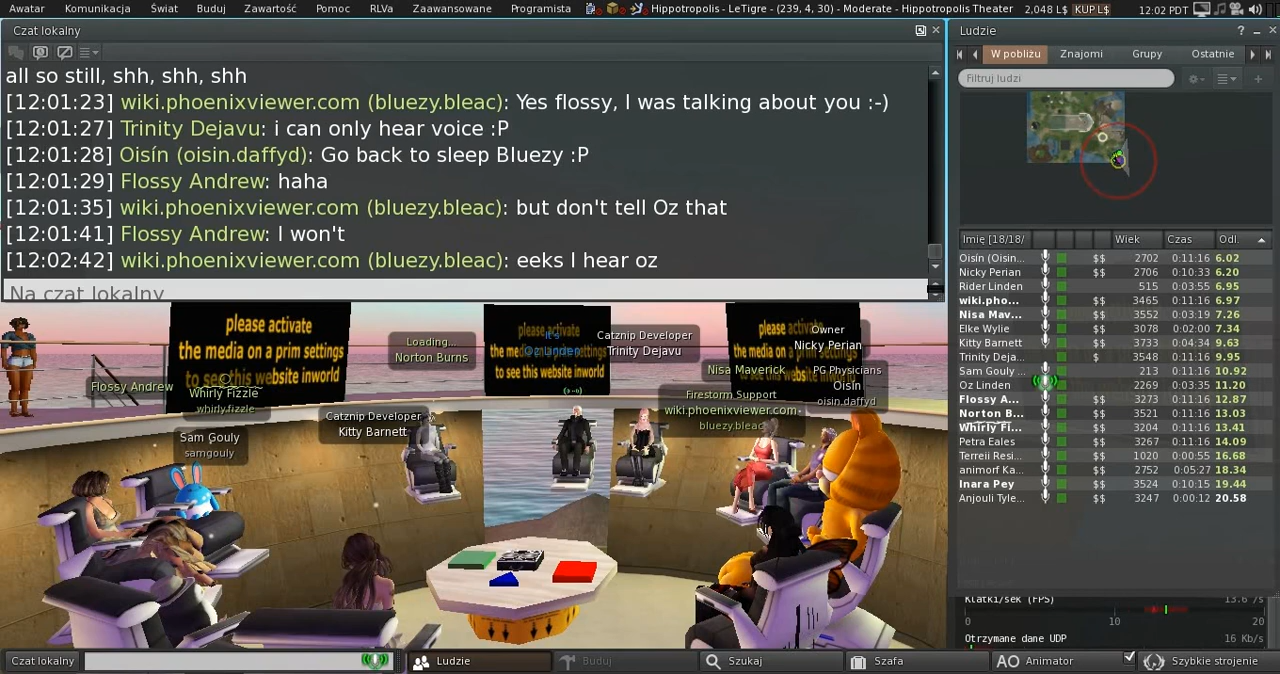 Awatar Komunikacja Świat Buduj Zawartość Pomoc RLVa Zaawansowane Programista Hippotropolis - LeTigre - (239, 4, 30) - Moderate - Hippotropolis Theater 2,048 L$ KUP L$ 12:02 PDT
Czat lokalny
all so still, shh, shh, shh
[12:01:23] wiki.phoenixviewer.com (bluezy.bleac): Yes flossy, I was talking about you :-)
[12:01:27] Trinity Dejavu: i can only hear voice :P
[12:01:28] Oisín (oisin.daffyd): Go back to sleep Bluezy :P
[12:01:29] Flossy Andrew: haha
[12:01:35] wiki.phoenixviewer.com (bluezy.bleac): but don't tell Oz that
[12:01:41] Flossy Andrew: I won't
[12:02:42] wiki.phoenixviewer.com (bluezy.bleac): eeks I hear oz
Na czat lokalny
Ludzie
W pobliżu Znajomi Grupy Ostatnie
Filtruj ludzi
Imię [18/18/ Wiek Czas Odl.
Oisín (Oisin... $$ 2702 0:11:16 6.02
Nicky Perian $$ 2706 0:10:33 6.20
Rider Linden 515 0:03:55 6.95
wiki.pho... $$ 3465 0:11:16 6.97
Nisa Mav... $$ 3552 0:03:19 7.26
Elke Wylie $$ 3078 0:02:00 7.34
Kitty Barnett $$ 3733 0:04:34 9.63
Trinity Deja... $ 3548 0:11:16 9.95
Sam Gouly ... $$ 213 0:11:16 10.92
Oz Linden 2269 0:03:35 11.20
Flossy A... $$ 3273 0:11:16 12.87
Norton B... $$ 3521 0:11:16 13.03
Whirly Fi... $$ 3204 0:11:16 13.41
Petra Eales $$ 3267 0:11:16 14.09
Terreii Resi... $$ 1020 0:00:55 16.68
animorf Ka... $$ 2752 0:05:27 18.34
Inara Pey $$ 3524 0:10:15 19.44
Anjouli Tyle... $$ 3247 0:00:12 20.58
Klatki/sek (FPS) 13.6 /s
0 10 20
Otrzymane dane UDP 16 Kb/s
please activate
the media on a prim settings
to see this website inworld
please activate
to see this website inworld
please activate
Loading...
Norton Burns
Catznip Developer
Trinity Dejavu
Owner
Nicky Perian
Flossy Andrew
Whirly Fizzle
whirly.fizzle
Nisa Maverick
PG Physicians
Oisín
oisin.daffyd
Firestorm Support
wiki.phoenixviewer.com
bluezy.bleac
Catznip Developer
Kitty Barnett
Sam Gouly
samgouly
Czat lokalny Ludzie Buduj Szukaj Szafa AO Animator Szybkie strojenie